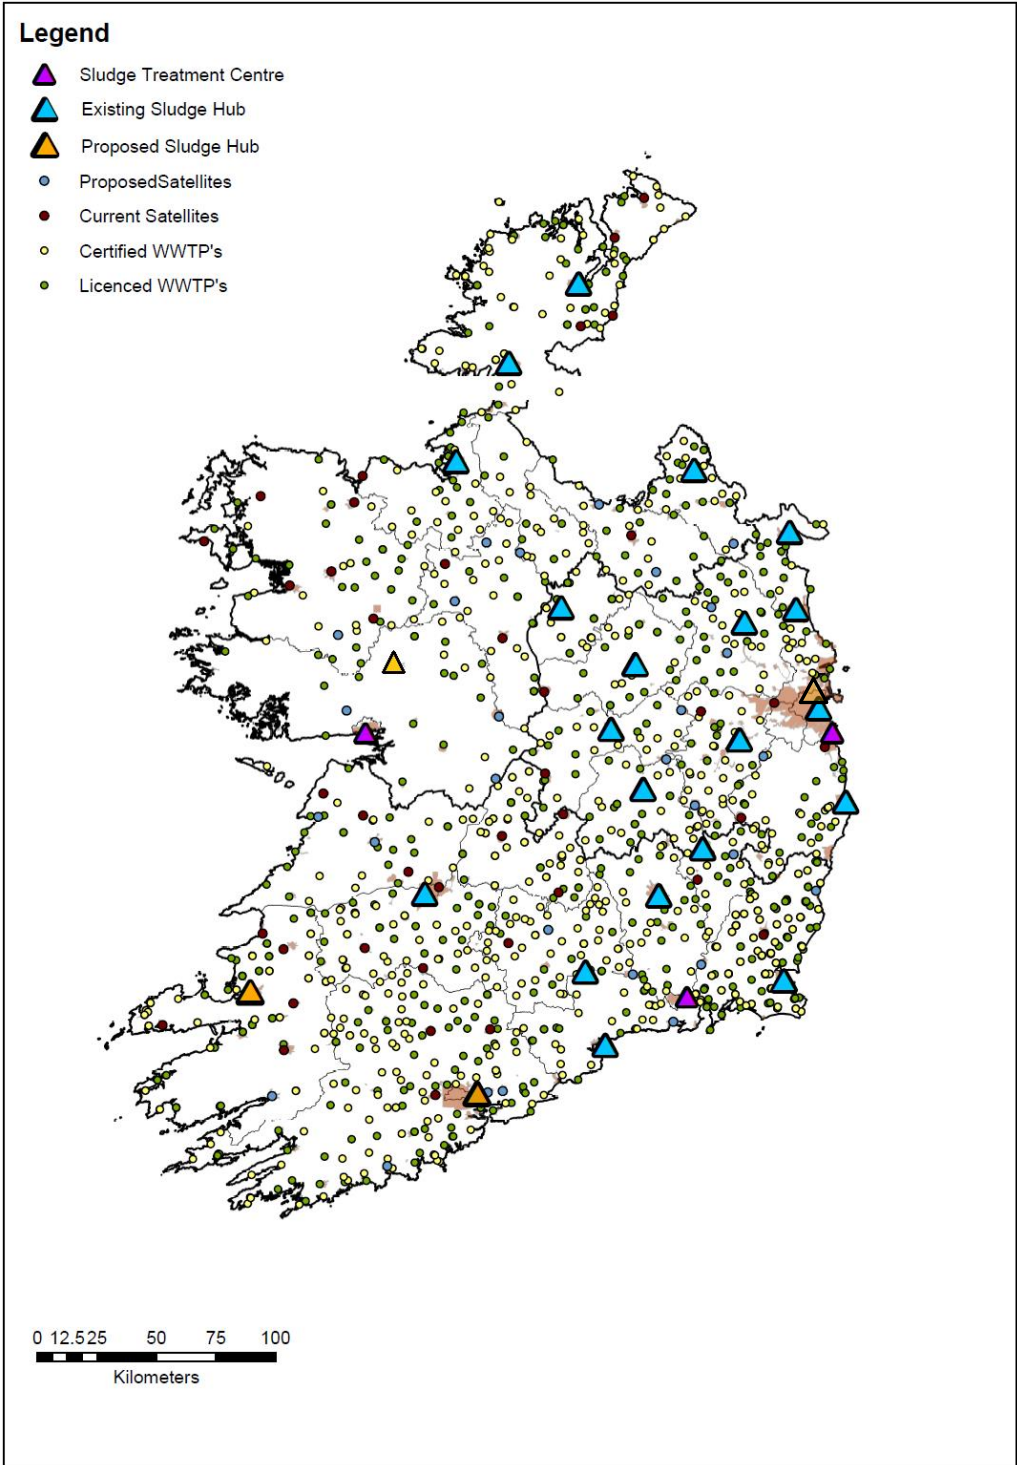 Legend
Sludge Treatment Centre
Existing Sludge Hub
Proposed Sludge Hub
ProposedSatellites
Current Satellites
Certified WWTP's
Licenced WWTP's
0 12.525 50 75 100
Kilometers